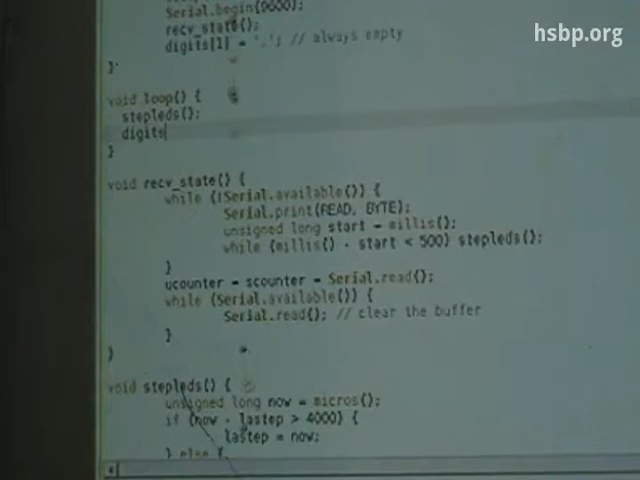 Serial.begin(9600);
hsbp.org
recv_state();
digits[1] = '.'; // always empty
}
void loop() {
stepleds();
digits
}
void recv_state() {
while (!Serial.available()) {
Serial.print(READ, BYTE);
unsigned long start = millis();
while (millis() - start < 500) stepleds();
}
ucounter = scounter = Serial.read();
while (Serial.available()) {
Serial.read(); // clear the buffer
}
}
void stepleds() {
unsigned long now = micros();
if (now - lastep > 4000) {
lastep = now;
} else {